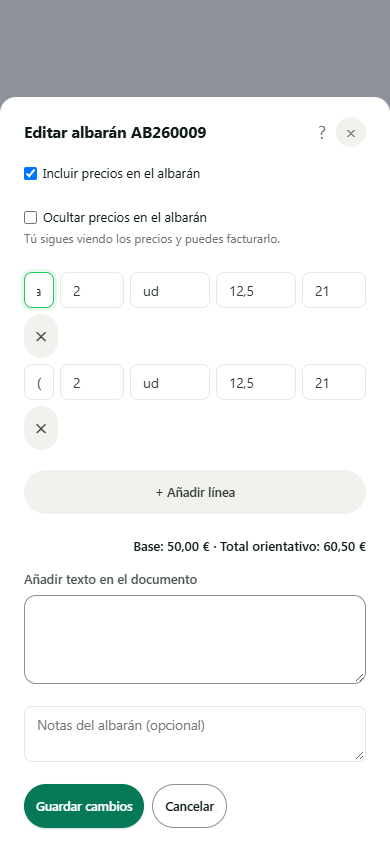 Editar albarán AB260009 ? ×
Incluir precios en el albarán
Ocultar precios en el albarán
Tú sigues viendo los precios y puedes facturarlo.
a 2 ud 12,5 21
×
( 2 ud 12,5 21
×
+ Añadir línea
Base: 50,00 € · Total orientativo: 60,50 €
Añadir texto en el documento
Notas del albarán (opcional)
Guardar cambios Cancelar